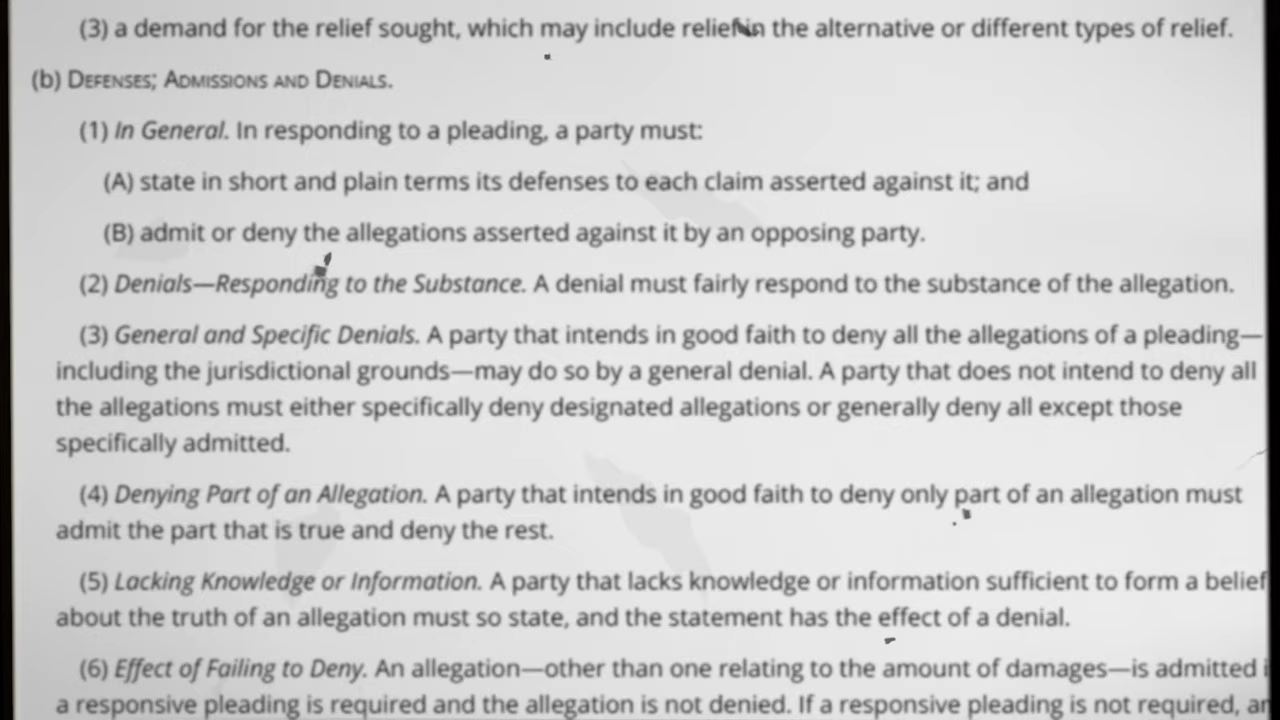 (3) a demand for the relief sought, which may include relief in the alternative or different types of relief.
(b) DEFENSES; ADMISSIONS AND DENIALS.
(1) In General. In responding to a pleading, a party must:
(A) state in short and plain terms its defenses to each claim asserted against it; and
(B) admit or deny the allegations asserted against it by an opposing party.
(2) Denials—Responding to the Substance. A denial must fairly respond to the substance of the allegation.
(3) General and Specific Denials. A party that intends in good faith to deny all the allegations of a pleading—
including the jurisdictional grounds—may do so by a general denial. A party that does not intend to deny all
the allegations must either specifically deny designated allegations or generally deny all except those
specifically admitted.
(4) Denying Part of an Allegation. A party that intends in good faith to deny only part of an allegation must
admit the part that is true and deny the rest.
(5) Lacking Knowledge or Information. A party that lacks knowledge or information sufficient to form a belief
about the truth of an allegation must so state, and the statement has the effect of a denial.
(6) Effect of Failing to Deny. An allegation—other than one relating to the amount of damages—is admitted
a responsive pleading is required and the allegation is not denied. If a responsive pleading is not required,